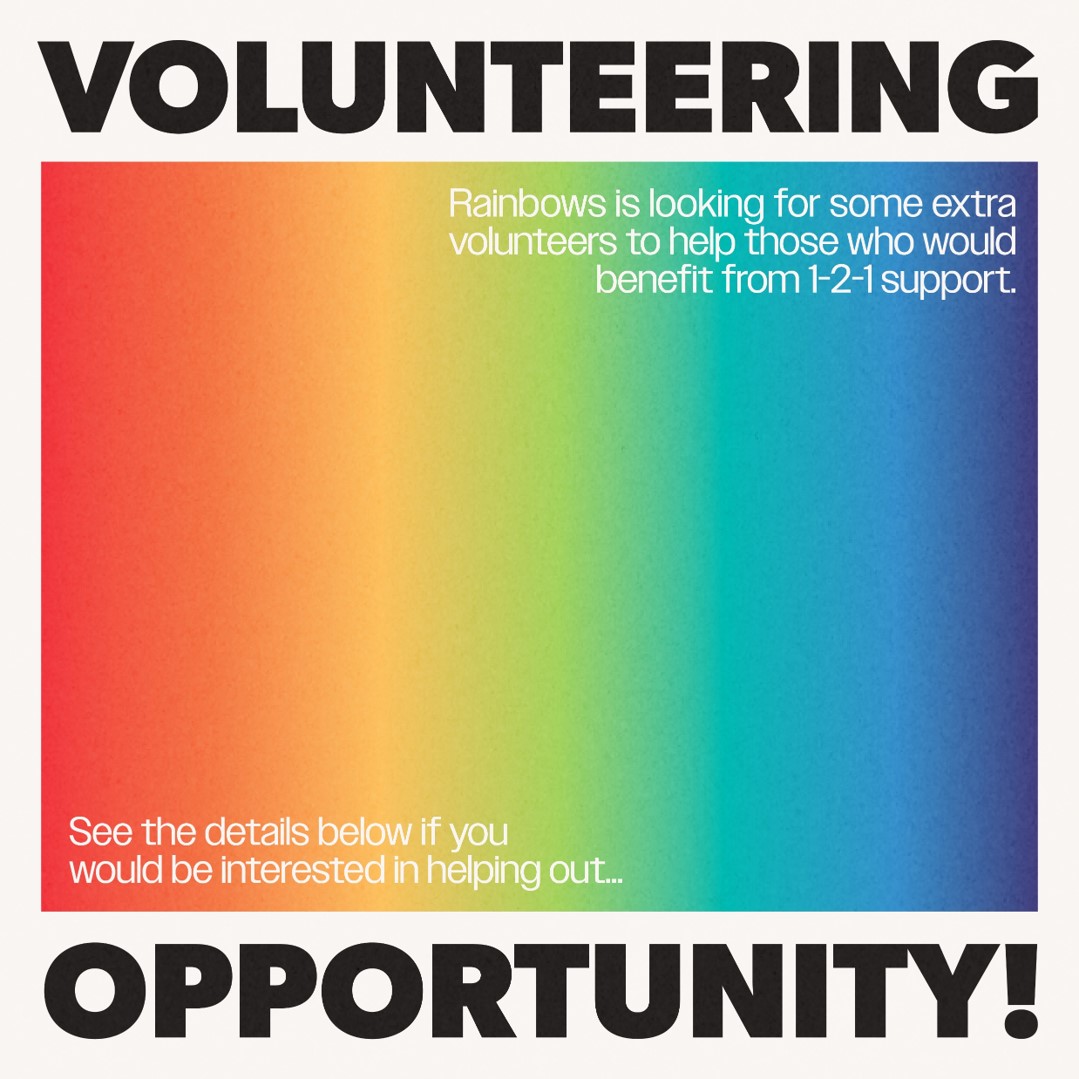 VOLUNTEERING
Rainbows is looking for some extra
volunteers to help those who would
benefit from 1-2-1 support.
See the details below if you
would be interested in helping out...
OPPORTUNITY!